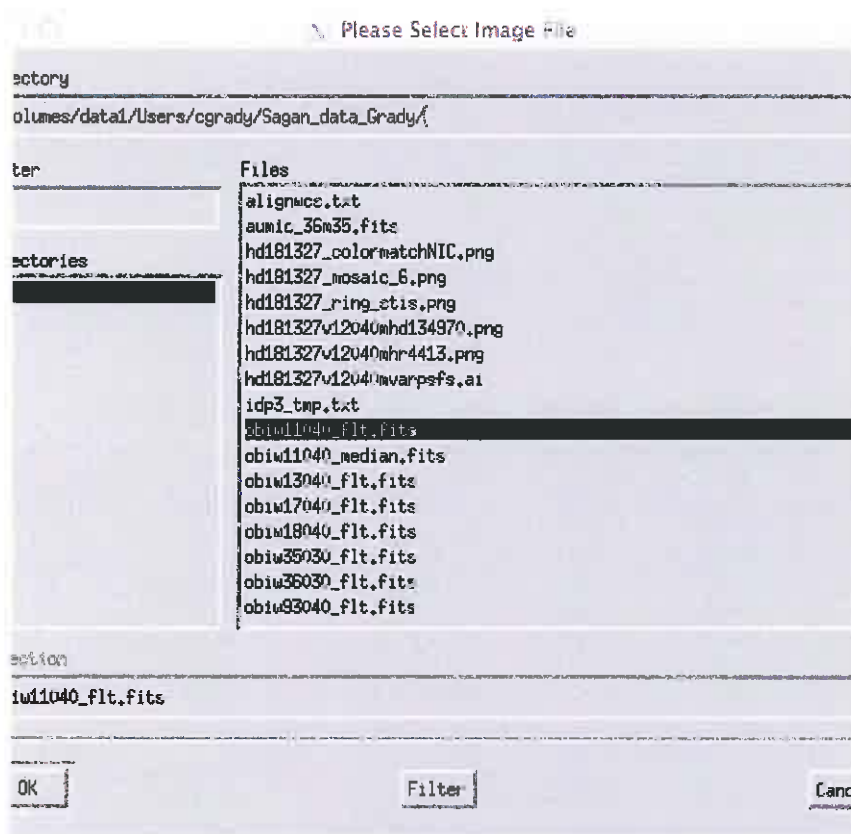 Please Select Image File
ectory
olumes/data1/Users/cgrady/Sagan_data_Grady/
ter
Files
alignwcs.txt
aumic_36m35.fits
hd181327_colormatchNIC.png
ectories
hd181327_mosaic_6.png
hd181327_ring_stis.png
hd181327v12040mhd134970.png
hd181327v12040mhr4413.png
hd181327v12040mvarpsfs.ai
idp3_tmp.txt
obiw11040_flt.fits
obiw11040_median.fits
obiw13040_flt.fits
obiw17040_flt.fits
obiw18040_flt.fits
obiw35030_flt.fits
obiw36030_flt.fits
obiw93040_flt.fits
ection
iw11040_flt.fits
OK
Filter
Canc